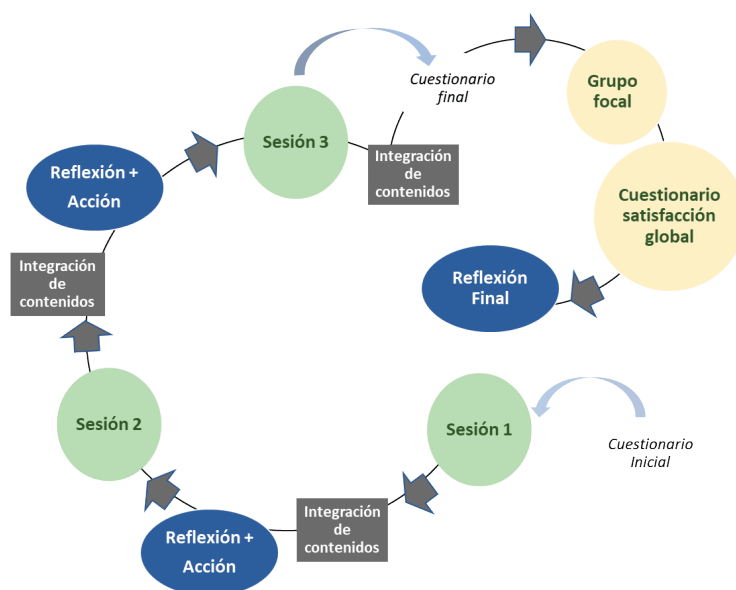 Cuestionario
final
Grupo
focal
Sesión 3
Integración
de
contenidos
Reflexión +
Acción
Cuestionario
satisfacción
global
Integración
de
contenidos
Reflexión
Final
Sesión 2
Sesión 1
Cuestionario
Inicial
Integración
de
contenidos
Reflexión +
Acción